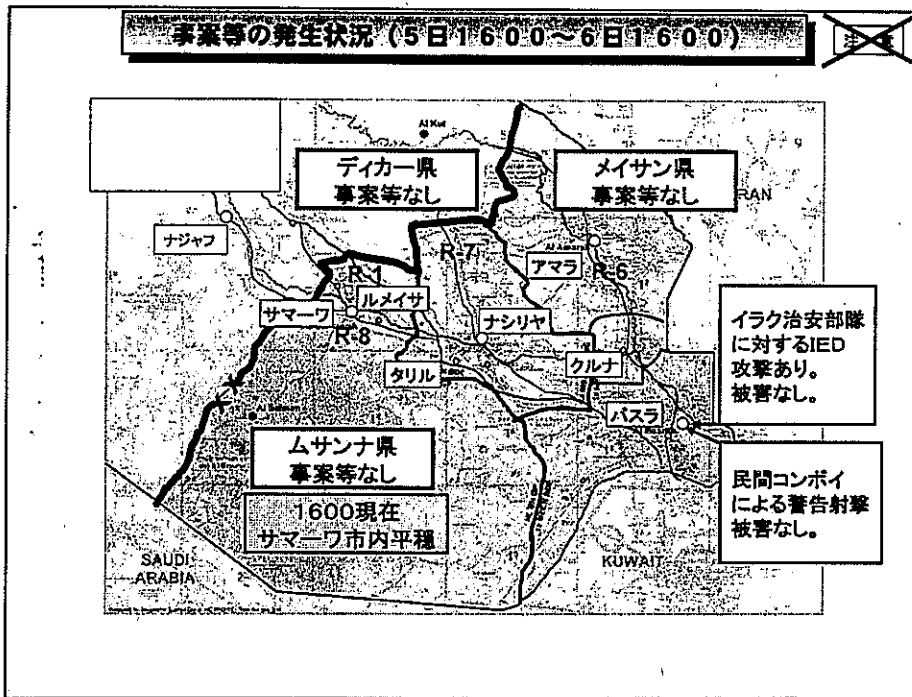 事案等の発生状況（5日1600～6日1600）
注意
Al Kut
ディカー県
事案等なし
メイサン県
事案等なし
RAN
ナジャフ
R-7
アマラ
R-6
R-1
サマーワ
ルメイサ
R-8
ナシリヤ
タリル
クルナ
バスラ
イラク治安部隊
に対するIED
攻撃あり。
被害なし。
ムサンナ県
事案等なし
1600現在
サマーワ市内平穏
民間コンボイ
による警告射撃
被害なし。
SAUDI
ARABIA
KUWAIT